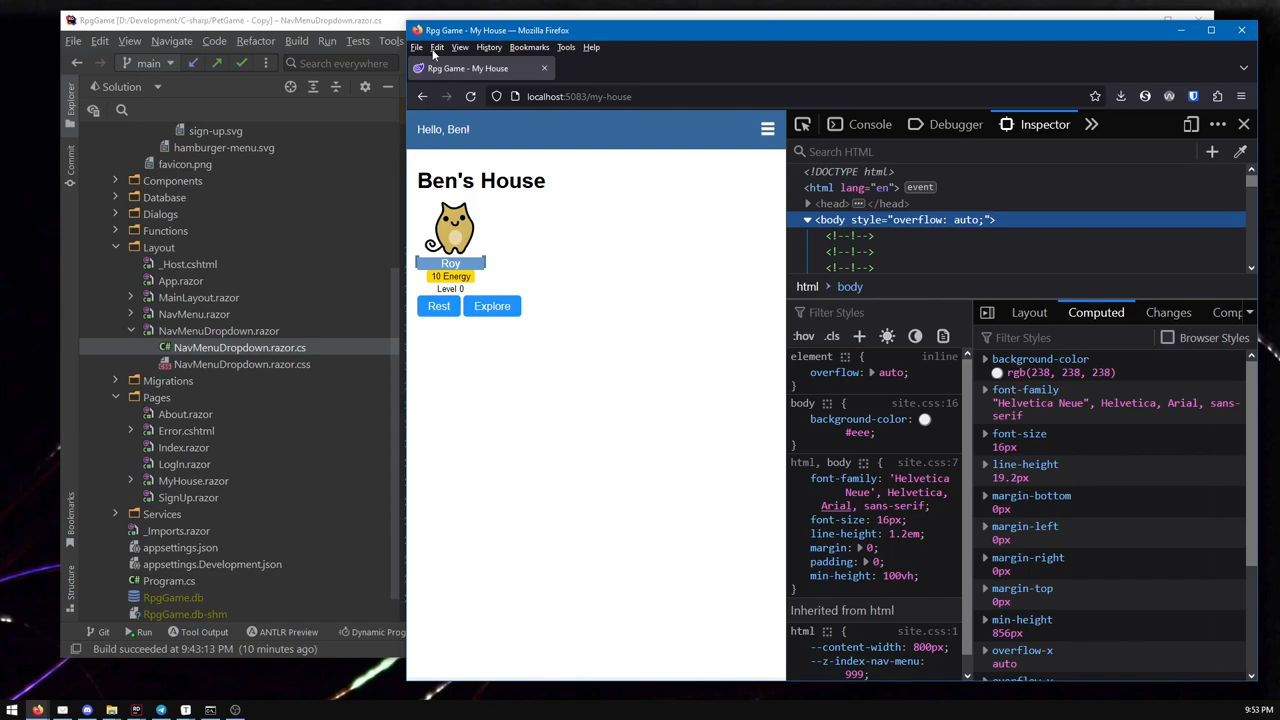 RpgGame [D:/Development/C-sharp/PetGame - Copy] – NavMenuDropdown.razor.cs
File Edit View Navigate Code Refactor Build Run Tests Tools
main
Search everywhere
Solution
Explorer
Commit
Bookmarks
Structure
sign-up.svg
hamburger-menu.svg
favicon.png
Components
Database
Dialogs
Functions
Layout
_Host.cshtml
App.razor
MainLayout.razor
NavMenu.razor
NavMenuDropdown.razor
C# NavMenuDropdown.razor.cs
NavMenuDropdown.razor.css
Migrations
Pages
About.razor
Error.cshtml
Index.razor
LogIn.razor
MyHouse.razor
SignUp.razor
Services
_Imports.razor
appsettings.json
appsettings.Development.json
Program.cs
RpgGame.db
RpgGame.db-shm
Git Run Tool Output ANTLR Preview Dynamic Prog
Build succeeded at 9:43:13 PM (10 minutes ago)
Rpg Game - My House — Mozilla Firefox
File Edit View History Bookmarks Tools Help
Rpg Game - My House
localhost:5083/my-house
Hello, Ben!
Ben's House
Roy
10 Energy
Level 0
Rest Explore
Console Debugger Inspector
Search HTML
<!DOCTYPE html>
<html lang="en"> event
<head> ••• </head>
<body style="overflow: auto;">
<!--!-->
<!--!-->
<!--!-->
html body
Filter Styles
:hov .cls
element { inline
overflow: auto;
}
body { site.css:16
background-color:
#eee;
}
html, body { site.css:7
font-family: 'Helvetica
Neue', Helvetica,
Arial, sans-serif;
font-size: 16px;
line-height: 1.2em;
margin: 0;
padding: 0;
min-height: 100vh;
}
Inherited from html
html { site.css:1
--content-width: 800px;
--z-index-nav-menu:
999;
Layout Computed Changes Comp
Filter Styles Browser Styles
background-color
rgb(238, 238, 238)
font-family
"Helvetica Neue", Helvetica, Arial, sans-
serif
font-size
16px
line-height
19.2px
margin-bottom
0px
margin-left
0px
margin-right
0px
margin-top
0px
min-height
856px
overflow-x
auto
9:53 PM